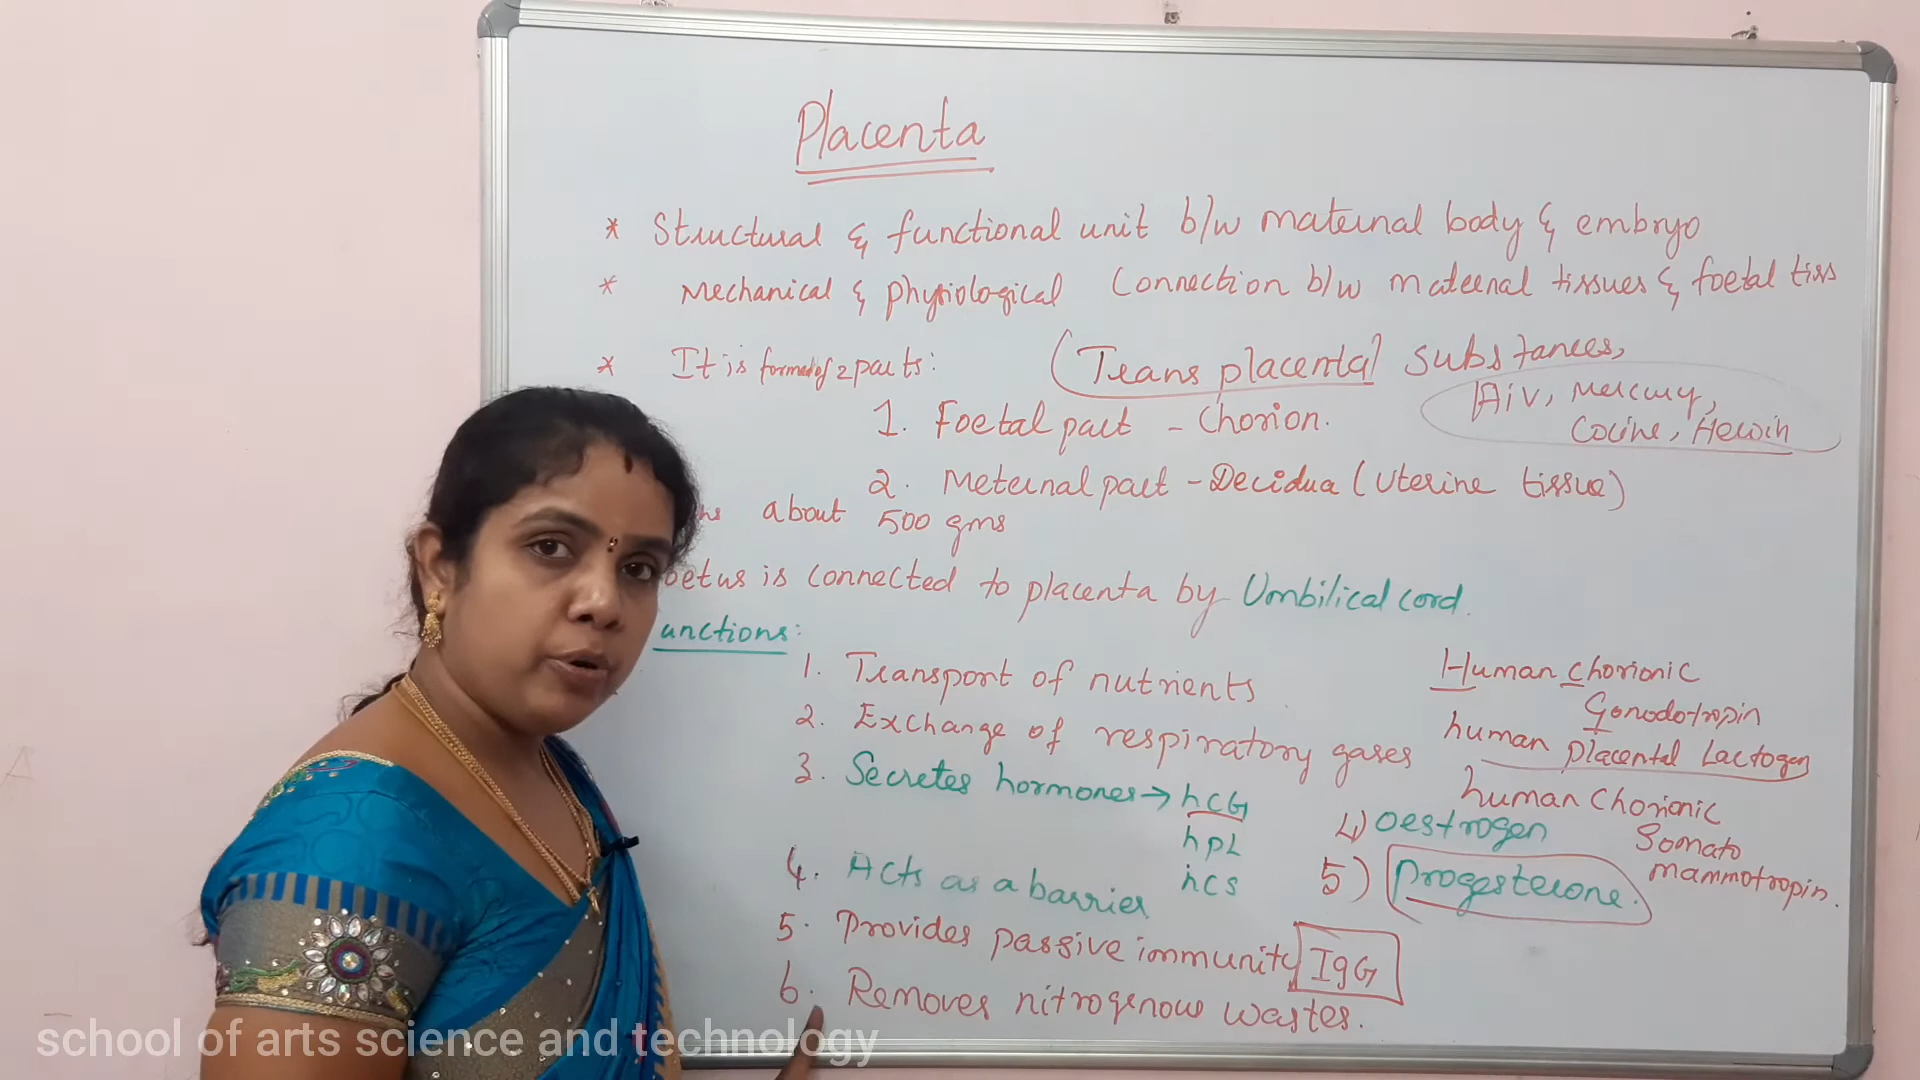 Placenta
* Structural & functional unit b/w maternal body & embryo
* Mechanical & physiological Connection b/w maternal tissues & foetal tiss
* It is formed of 2 parts:
(Trans placental substances,
HiV, Mercury,
Cocine, Heroin
1. Foetal part - Chorion.
2. Meternal part - Decidua (Uterine tissue)
about 500 gms
oetus is connected to placenta by Umbilical cord.
unctions:
1. Transport of nutrients
2. Exchange of respiratory gases
3. Secretes hormones → hCG
hpL
hCS
Human Chorionic
Gonodotropin
human placental Lactogen
human Chorionic
Somato
mammotropin.
4) oestrogen
5) Progesterone.
4. Acts as a barrier
5. Provides passive immunity IgG
6. Removes nitrogenous wastes.
school of arts science and technology